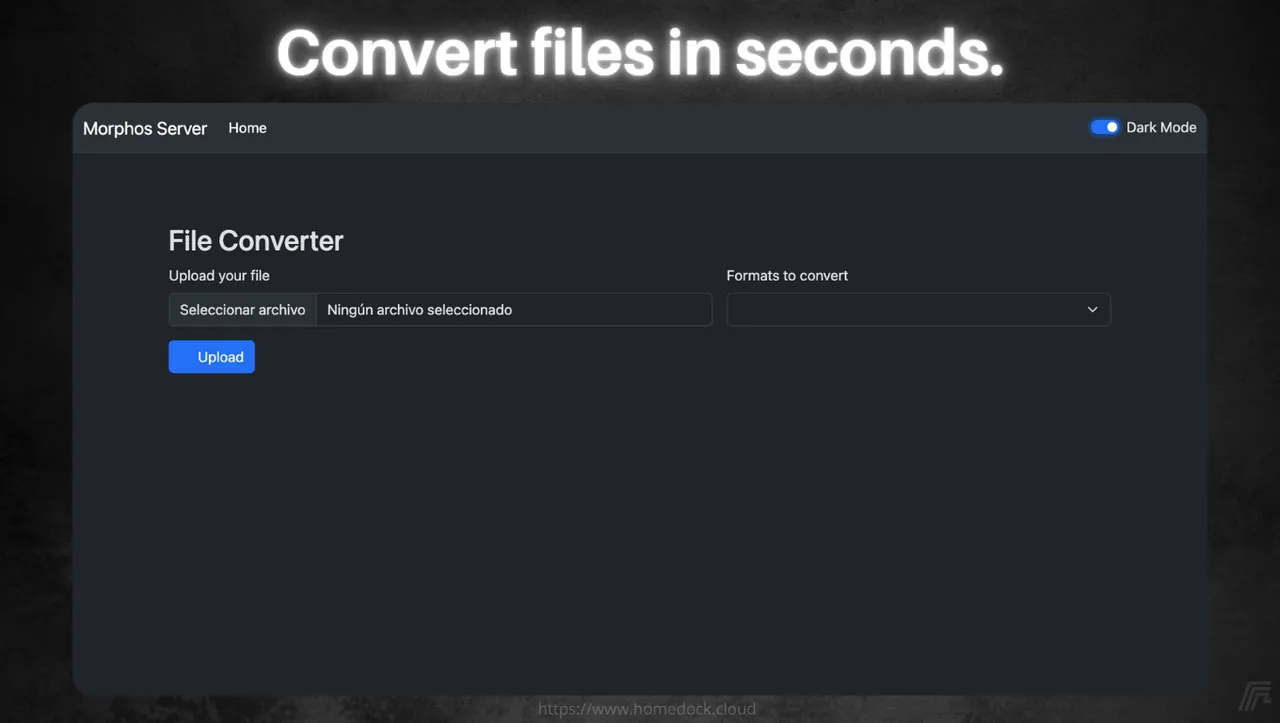 Convert files in seconds.
Morphos Server Home Dark Mode
File Converter
Upload your file Formats to convert
Seleccionar archivo Ningún archivo seleccionado
Upload
https://www.homedock.cloud